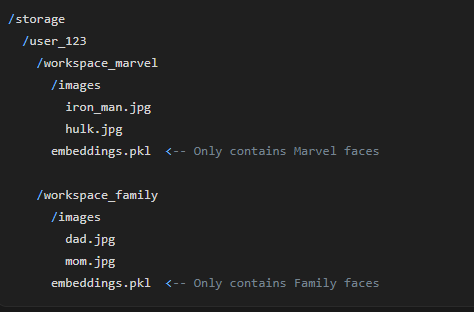 /storage
/user_123
/workspace_marvel
/images
iron_man.jpg
hulk.jpg
embeddings.pkl <-- Only contains Marvel faces
/workspace_family
/images
dad.jpg
mom.jpg
embeddings.pkl <-- Only contains Family faces